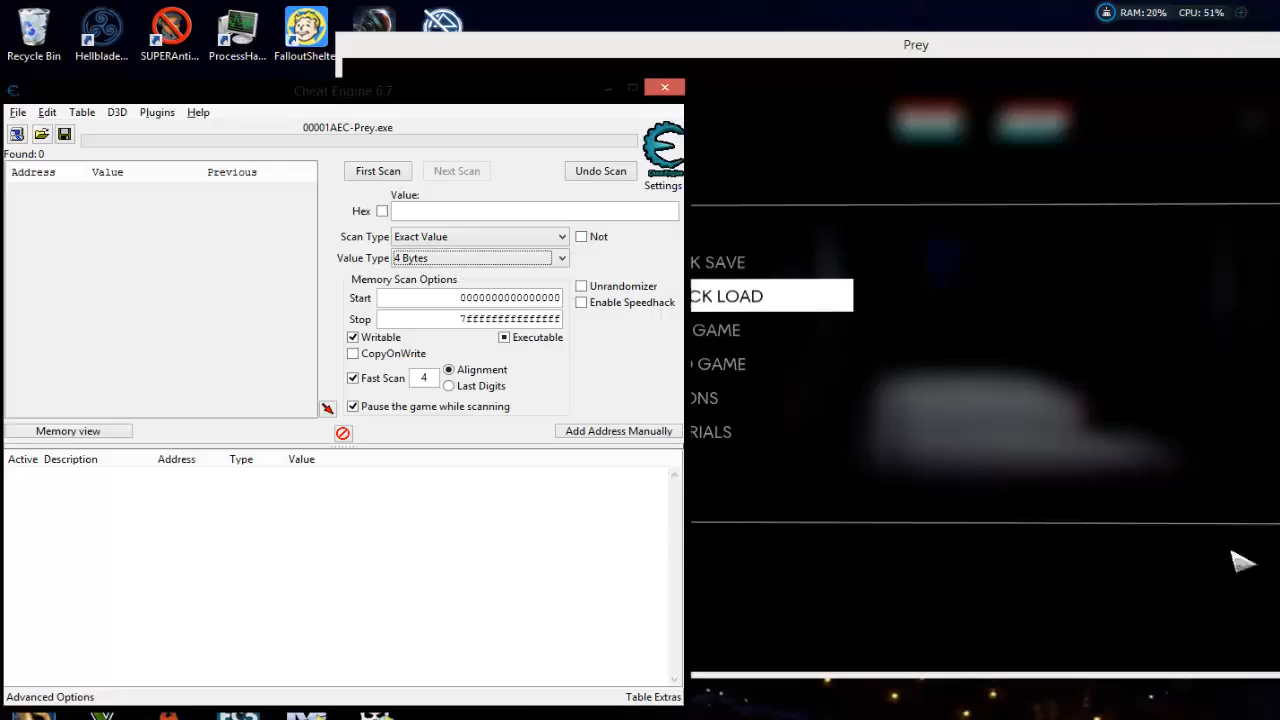 RAM: 20% CPU: 51%
Recycle Bin Hellblade... SUPERAnti... ProcessHa... FalloutShelte
Prey
Cheat Engine 6.7
File Edit Table D3D Plugins Help
00001AEC-Prey.exe
Found: 0
Address Value Previous
First Scan Next Scan Undo Scan
Settings
Value:
Hex
Scan Type Exact Value Not
Value Type 4 Bytes
Memory Scan Options
Start 0000000000000000
Stop 7fffffffffffffff
Unrandomizer
Enable Speedhack
Writable Executable
CopyOnWrite
Fast Scan 4 Alignment
Last Digits
Pause the game while scanning
Memory view Add Address Manually
Active Description Address Type Value
Advanced Options Table Extras
K SAVE
CK LOAD
GAME
GAME
ONS
RIALS